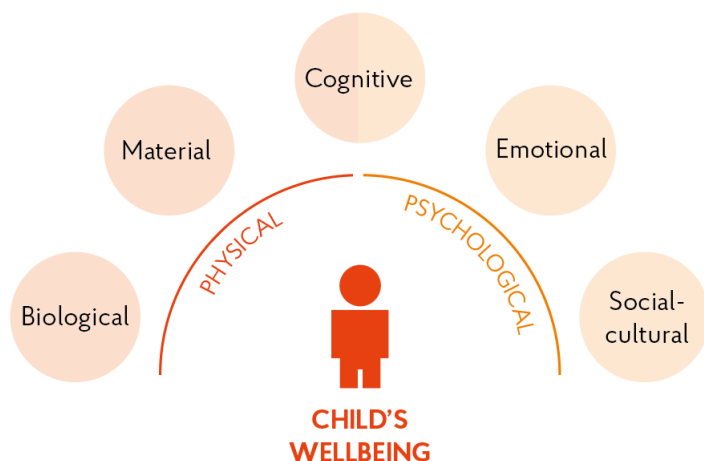 Cognitive
Material
Emotional
PHYSICAL
PSYCHOLOGICAL
Biological
Social-
cultural
CHILD'S
WELLBEING